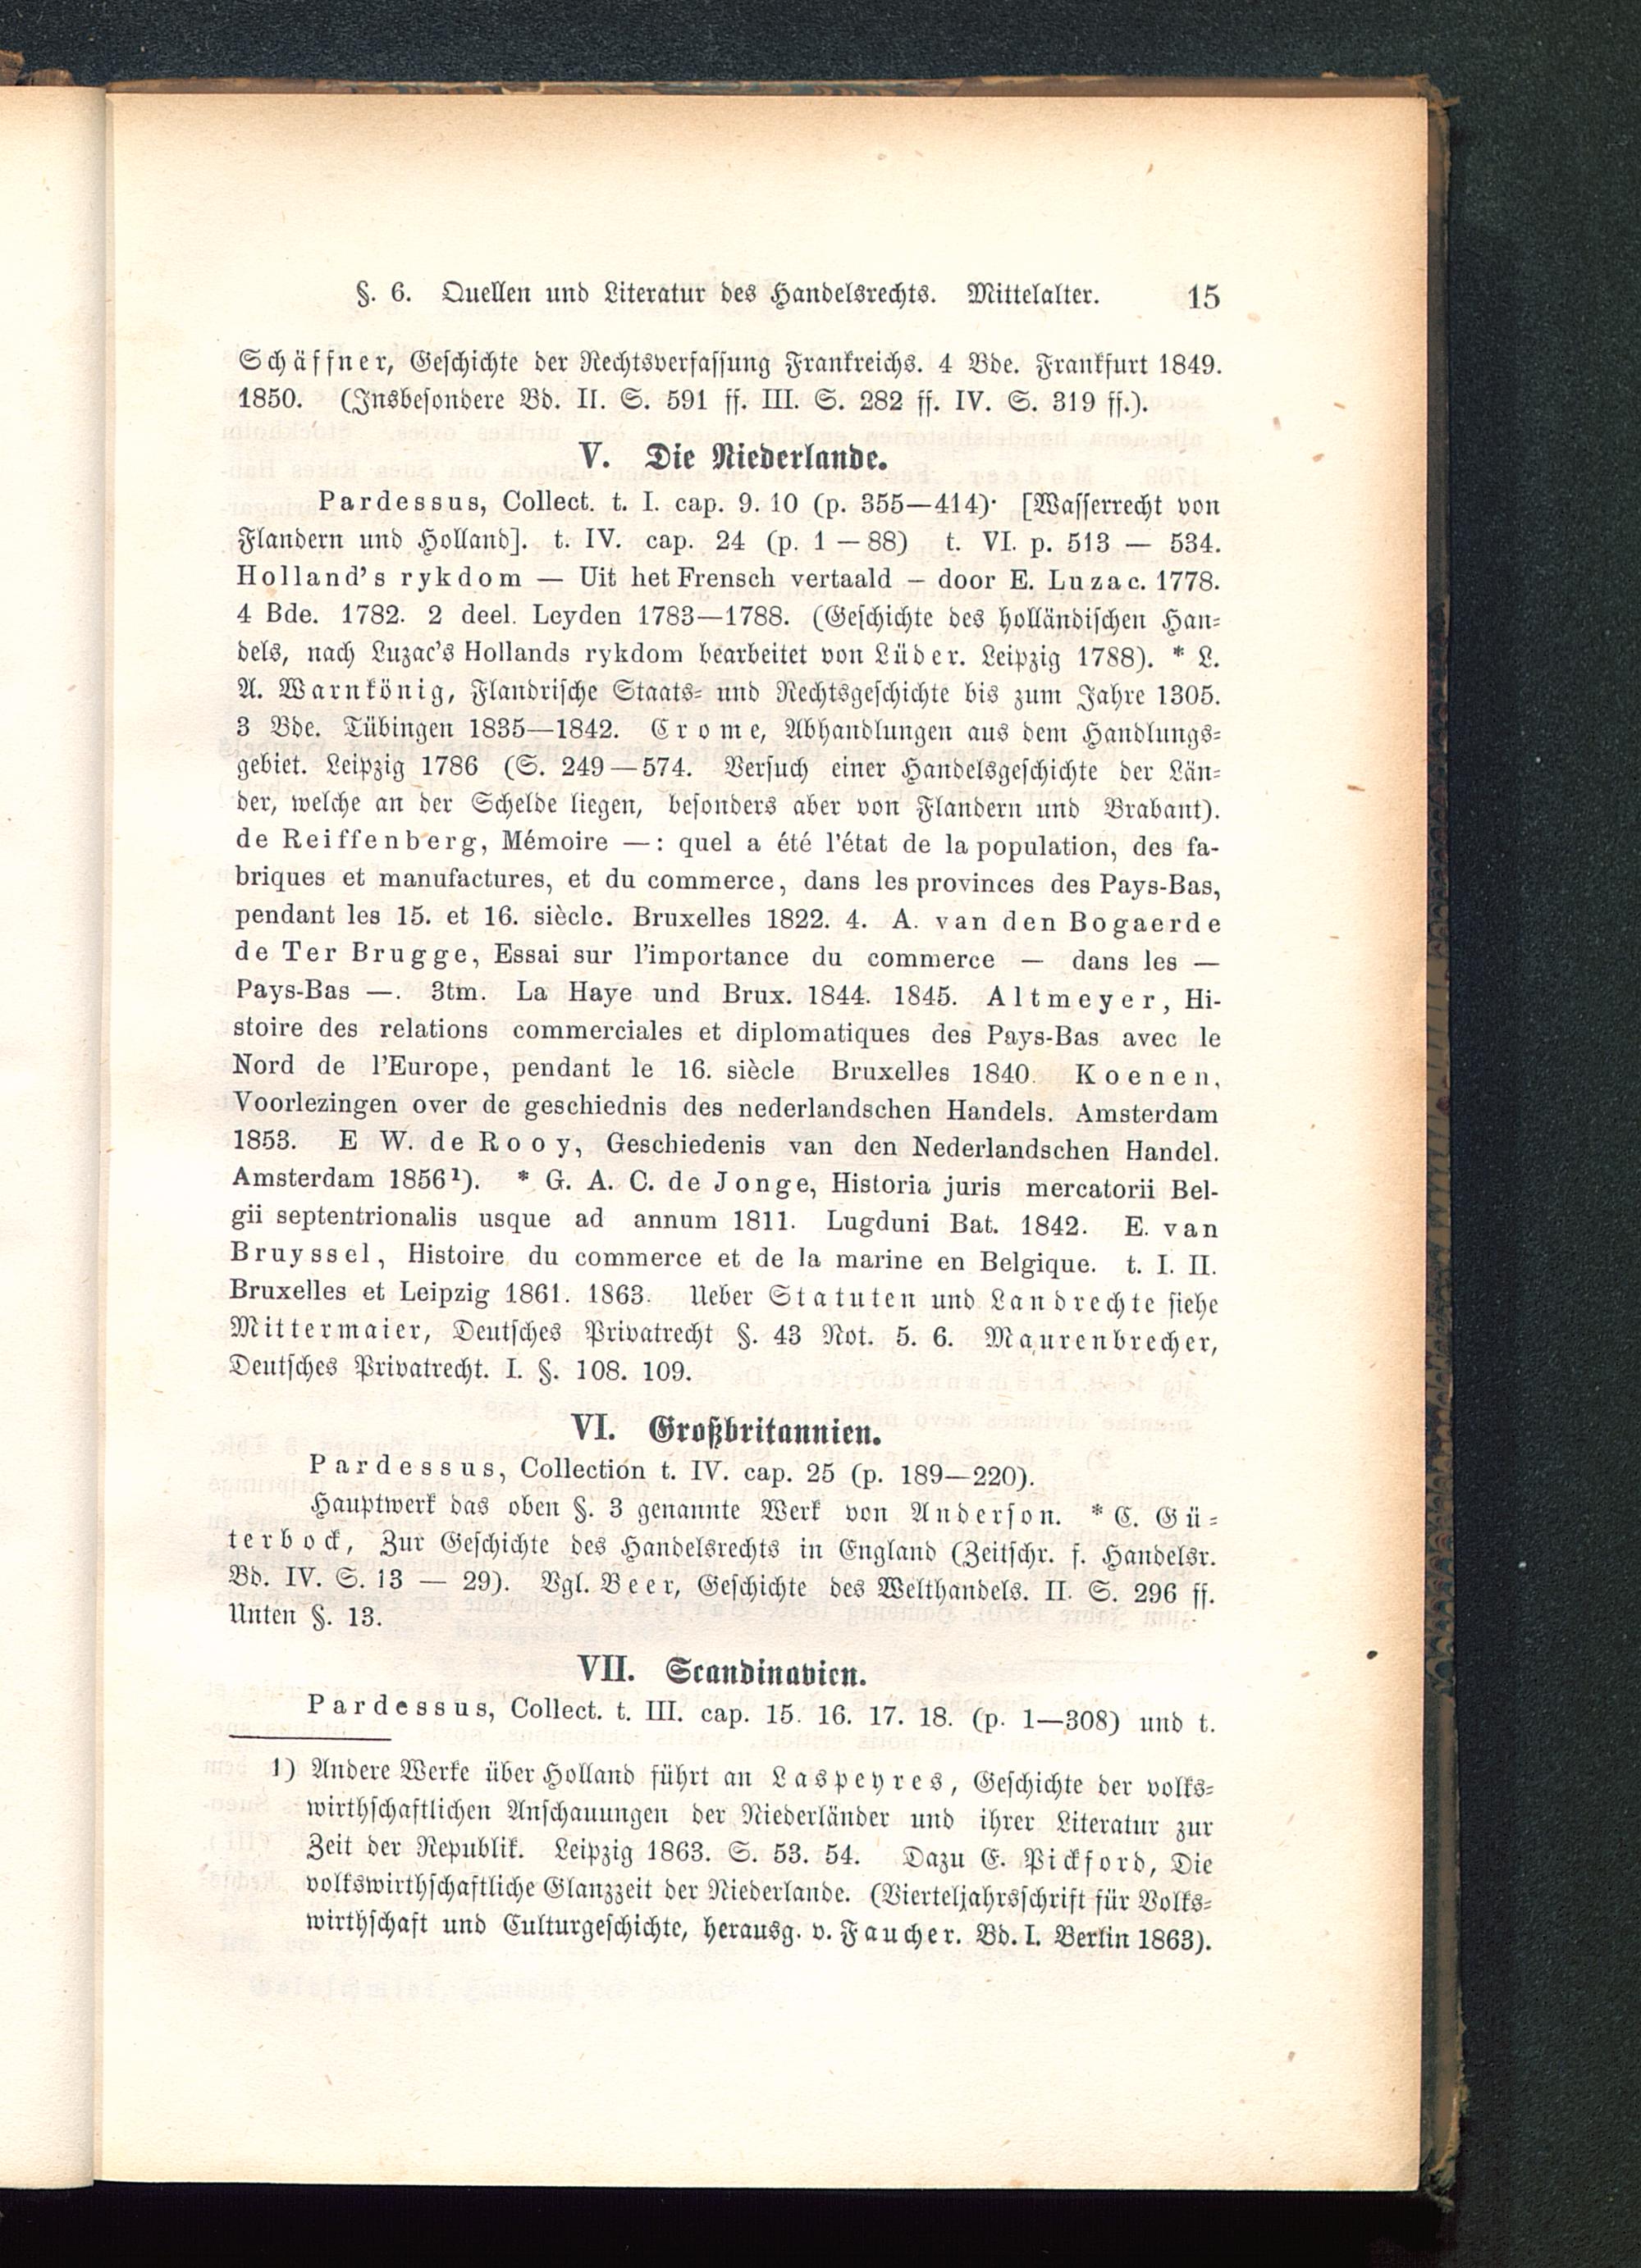 §. 6. Quellen und Literatur des Handelsrechts. Mittelalter. 15
Schäffner, Geschichte der Rechtsverfassung Frankreichs. 4 Bde. Frankfurt 1849.
1850. (Insbesondere Bd. II. S. 591 ff. III. S. 282 ff. IV. S. 319 ff.).
V. Die Niederlande.
Pardessus, Collect. t. I. cap. 9. 10 (p. 355—414)· [Wasserrecht von
Flandern und Holland]. t. IV. cap. 24 (p. 1 — 88) t. VI. p. 513 — 534.
Holland's rykdom — Uit het Frensch vertaald — door E. Luzac. 1778.
4 Bde. 1782. 2 deel. Leyden 1783—1788. (Geschichte des holländischen Han-
dels, nach Luzac's Hollands rykdom bearbeitet von Lüder. Leipzig 1788). * L.
A. Warnkönig, Flandrische Staats- und Rechtsgeschichte bis zum Jahre 1305.
3 Bde. Tübingen 1835—1842. Crome, Abhandlungen aus dem Handlungs-
gebiet. Leipzig 1786 (S. 249—574. Versuch einer Handelsgeschichte der Län-
der, welche an der Schelde liegen, besonders aber von Flandern und Brabant).
de Reiffenberg, Mémoire —: quel a été l'état de la population, des fa-
briques et manufactures, et du commerce, dans les provinces des Pays-Bas,
pendant les 15. et 16. siècle. Bruxelles 1822. 4. A. van den Bogaerde
de Ter Brugge, Essai sur l'importance du commerce — dans les —
Pays-Bas —. 3tm. La Haye und Brux. 1844. 1845. Altmeyer, Hi-
stoire des relations commerciales et diplomatiques des Pays-Bas avec le
Nord de l'Europe, pendant le 16. siècle Bruxelles 1840. Koenen,
Voorlezingen over de geschiednis des nederlandschen Handels. Amsterdam
1853. E W. de Rooy, Geschiedenis van den Nederlandschen Handel.
Amsterdam 1856¹). * G. A. C. de Jonge, Historia juris mercatorii Bel-
gii septentrionalis usque ad annum 1811. Lugduni Bat. 1842. E. van
Bruyssel, Histoire du commerce et de la marine en Belgique. t. I. II.
Bruxelles et Leipzig 1861. 1863. Ueber Statuten und Landrechte siehe
Mittermaier, Deutsches Privatrecht §. 43 Not. 5. 6. Maurenbrecher,
Deutsches Privatrecht. I. §. 108. 109.
VI. Großbritannien.
Pardessus, Collection t. IV. cap. 25 (p. 189—220).
Hauptwerk das oben §. 3 genannte Werk von Anderson. * C. Gü-
terbock, Zur Geschichte des Handelsrechts in England (Zeitschr. f. Handelsr.
Bd. IV. S. 13 — 29). Vgl. Beer, Geschichte des Welthandels. II. S. 296 ff.
Unten §. 13.
VII. Scandinavien.
Pardessus, Collect. t. III. cap. 15. 16. 17. 18. (p. 1—308) und t.
1) Andere Werke über Holland führt an Laspeyres, Geschichte der volks-
wirthschaftlichen Anschauungen der Niederländer und ihrer Literatur zur
Zeit der Republik. Leipzig 1863. S. 53. 54. Dazu E. Pickford, Die
volkswirthschaftliche Glanzzeit der Niederlande. (Vierteljahrsschrift für Volks-
wirthschaft und Culturgeschichte, herausg. v. Faucher. Bd. I. Berlin 1863).